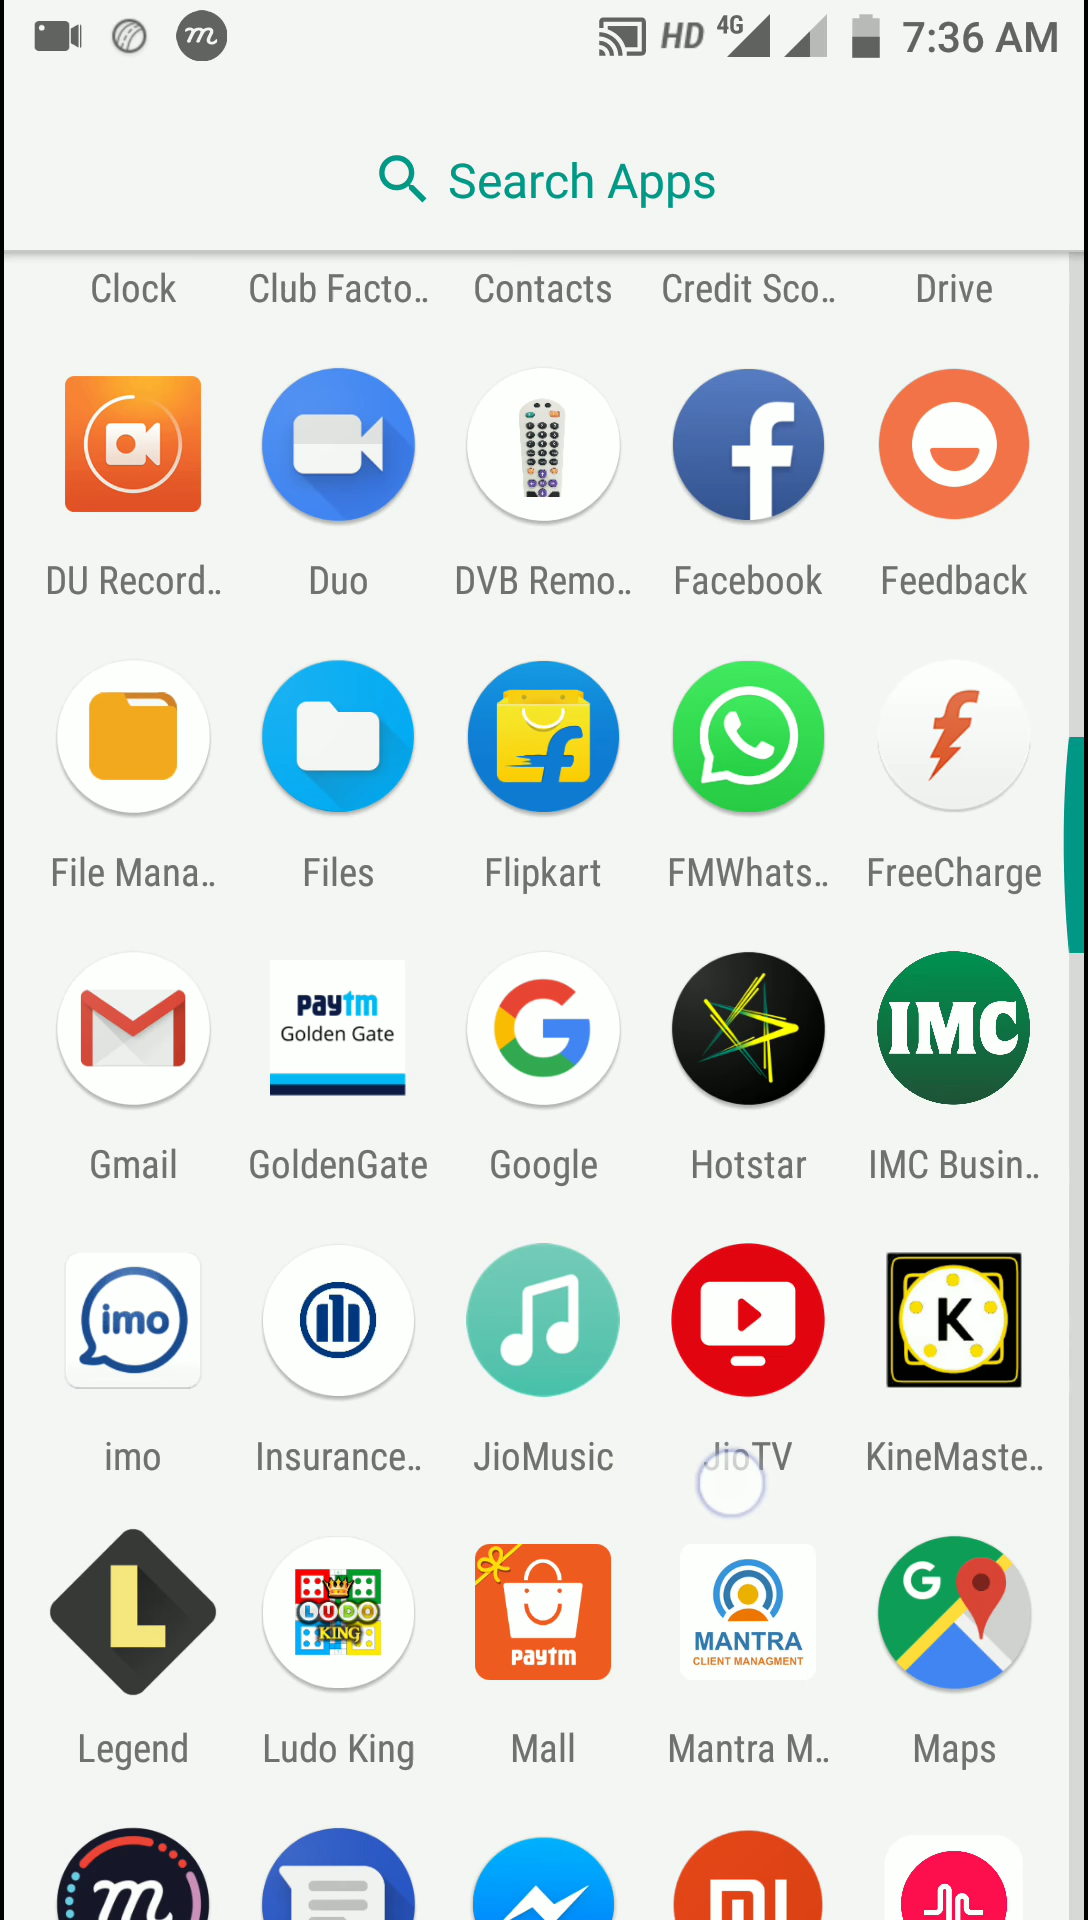 HD 4G 7:36 AM
Search Apps
Clock Club Facto.. Contacts Credit Sco.. Drive
DU Record.. Duo DVB Remo.. Facebook Feedback
File Mana.. Files Flipkart FMWhats.. FreeCharge
paytm
Golden Gate
IMC
Gmail GoldenGate Google Hotstar IMC Busin..
imo
K
imo Insurance.. JioMusic JioTV KineMaste..
L
LUDO
KING
paytm
MANTRA
CLIENT MANAGMENT
G
Legend Ludo King Mall Mantra M.. Maps
m